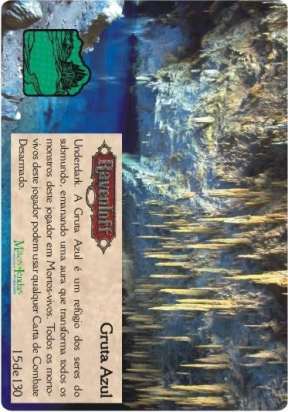 Gruta Azul
Ravenloft
Underdark. A Gruta Azul é um refúgio dos seres do
submundo, emanando uma aura que transforma todos os
monstros deste jogador em Mortos-vivos. Todos os morto-
vivos deste jogador podem usar qualquer Carta de Combate
Desarmado.
15 de 130